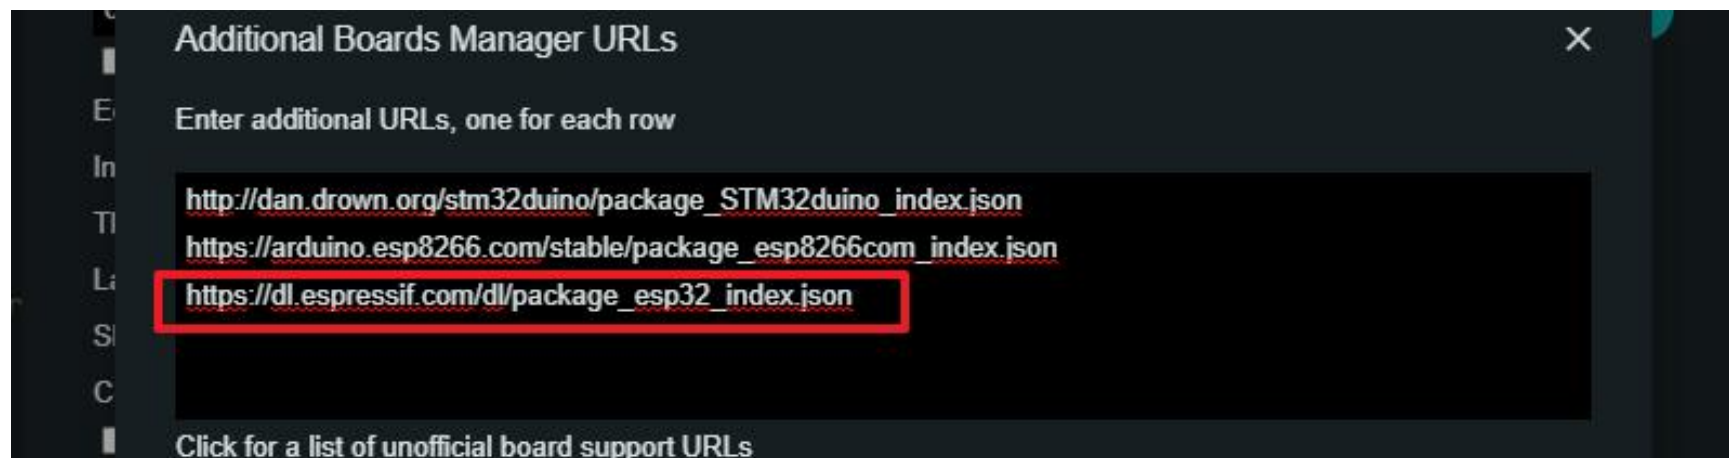 Additional Boards Manager URLs
Enter additional URLs, one for each row
http://dan.drown.org/stm32duino/package_STM32duino_index.json
https://arduino.esp8266.com/stable/package_esp8266com_index.json
https://dl.espressif.com/dl/package_esp32_index.json
Click for a list of unofficial board support URLs